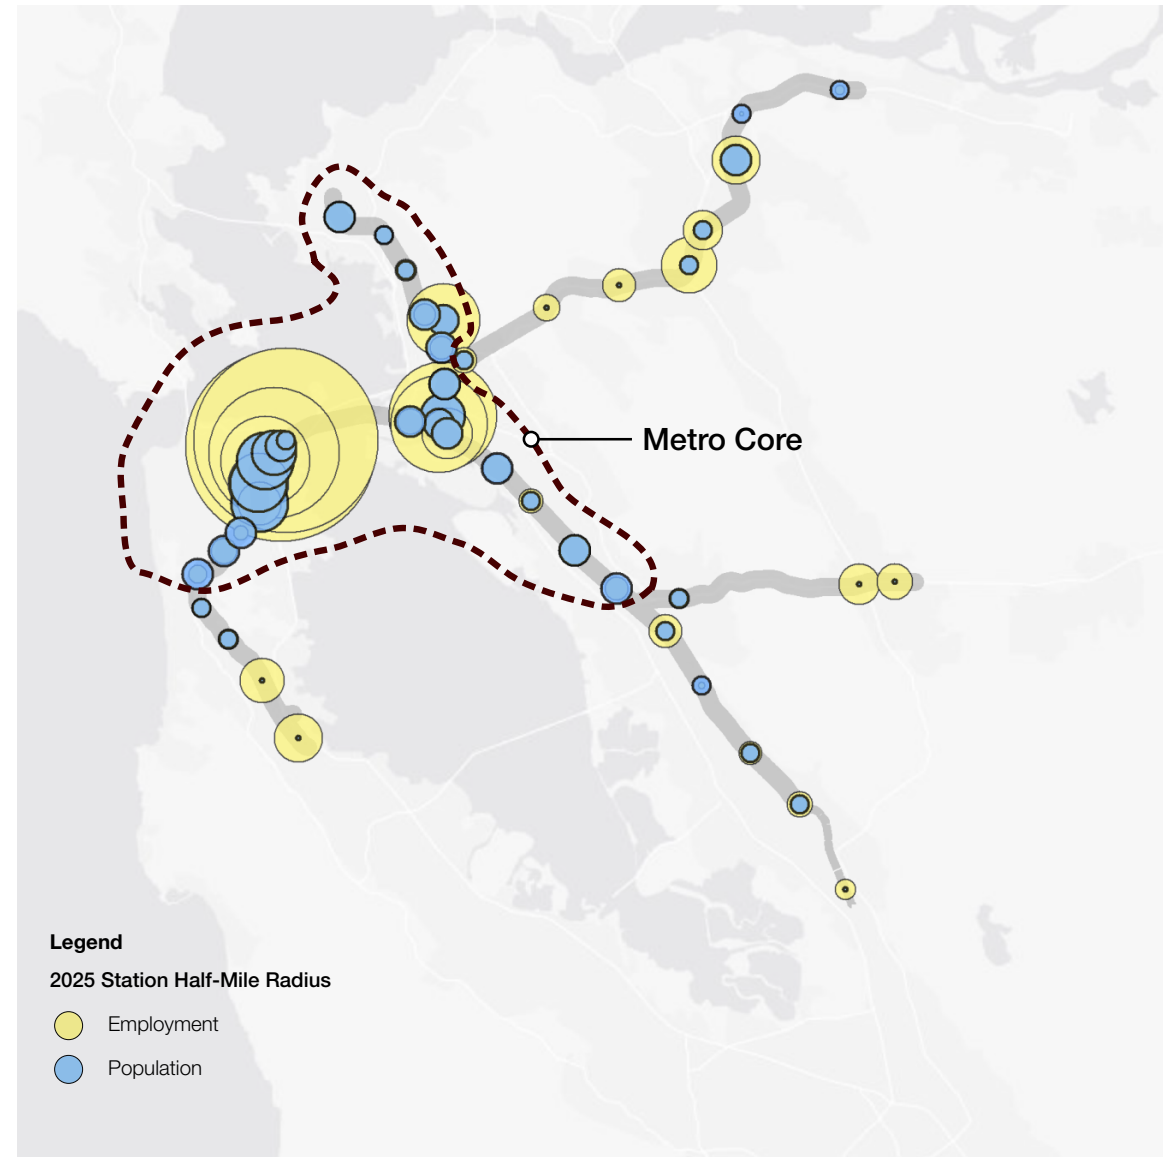 Metro Core
Legend
2025 Station Half-Mile Radius
Employment
Population